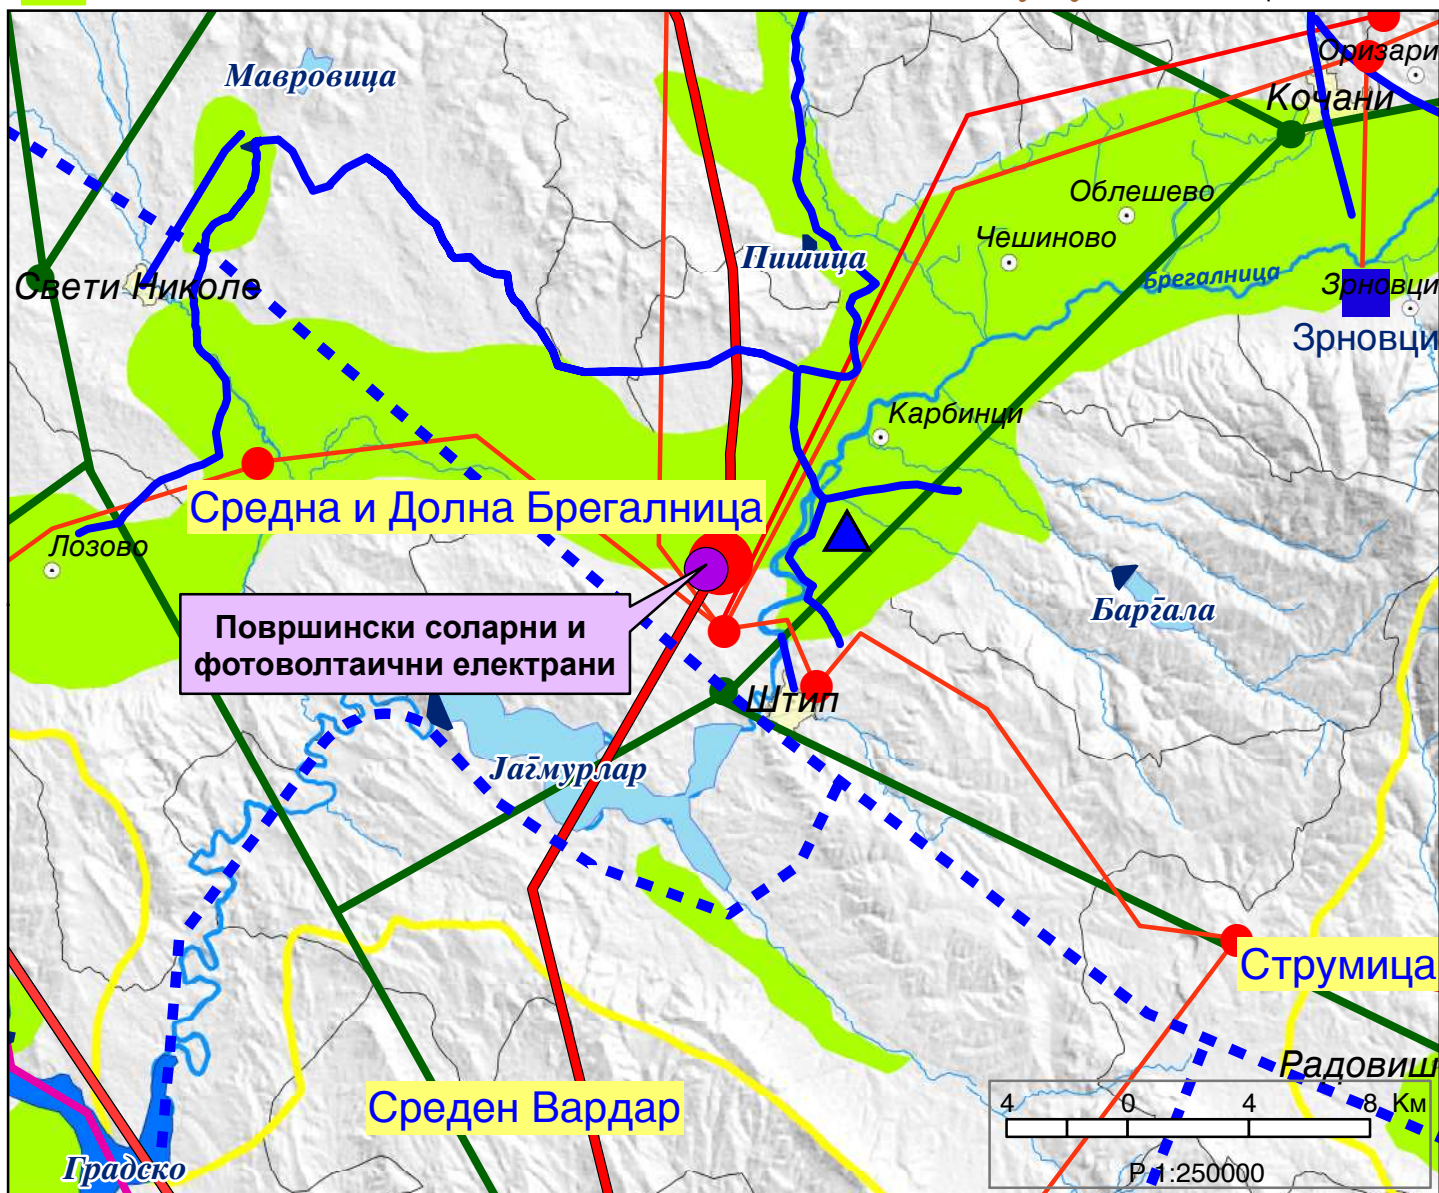 Мавровица
Оризари
Кочани
Облешево
Чешиново
Пишица
Брегалница
Свети Николе
Зрновци
Зрновци
Карбинци
Средна и Долна Брегалница
Лозово
Површински соларни и
фотоволтаични електрани
Баргала
Штип
Јагмурлар
Струмица
Радовиш
Среден Вардар
4 0 4 8 Км
Р 1:250000
Градско